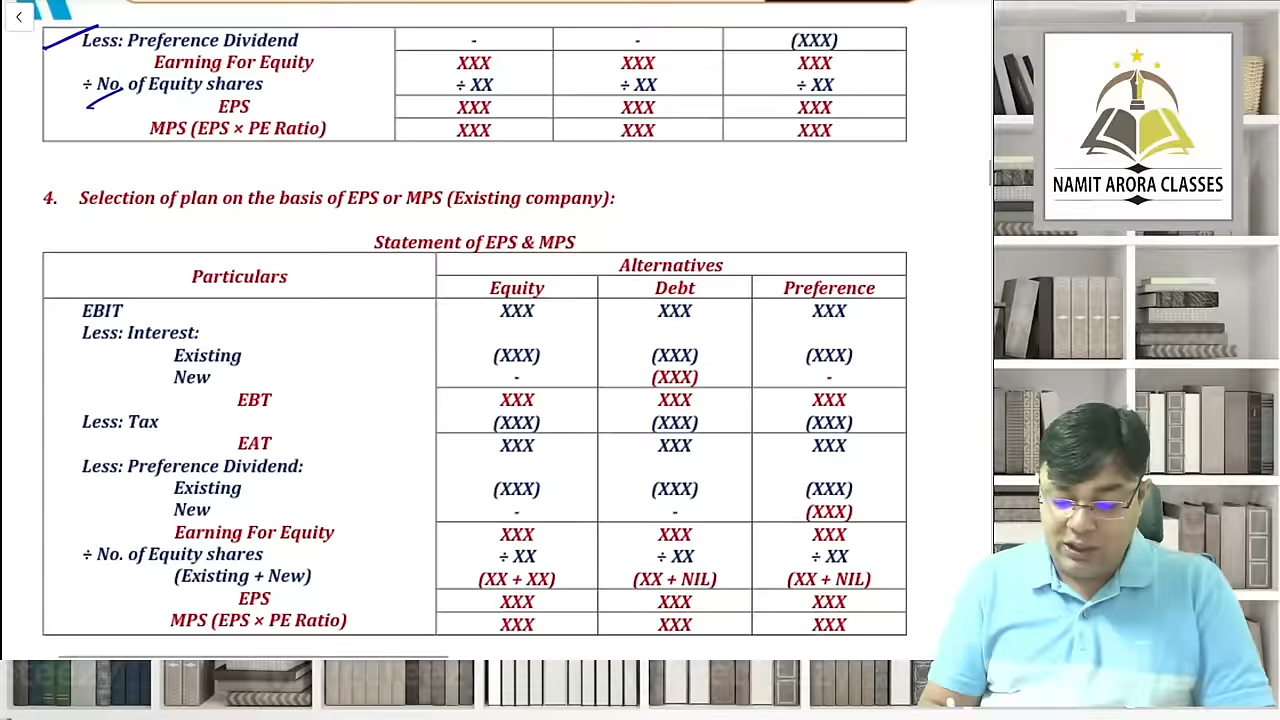 Less: Preference Dividend - - (XXX)
Earning For Equity XXX XXX XXX
÷ No. of Equity shares ÷ XX ÷ XX ÷ XX
EPS XXX XXX XXX
MPS (EPS × PE Ratio) XXX XXX XXX
4. Selection of plan on the basis of EPS or MPS (Existing company):
Statement of EPS & MPS
Particulars Alternatives
Equity Debt Preference
EBIT XXX XXX XXX
Less: Interest:
Existing (XXX) (XXX) (XXX)
New - (XXX) -
EBT XXX XXX XXX
Less: Tax (XXX) (XXX) (XXX)
EAT XXX XXX XXX
Less: Preference Dividend:
Existing (XXX) (XXX) (XXX)
New - - (XXX)
Earning For Equity XXX XXX XXX
÷ No. of Equity shares ÷ XX ÷ XX ÷ XX
(Existing + New) (XX + XX) (XX + NIL) (XX + NIL)
EPS XXX XXX XXX
MPS (EPS × PE Ratio) XXX XXX XXX
NAMIT ARORA CLASSES